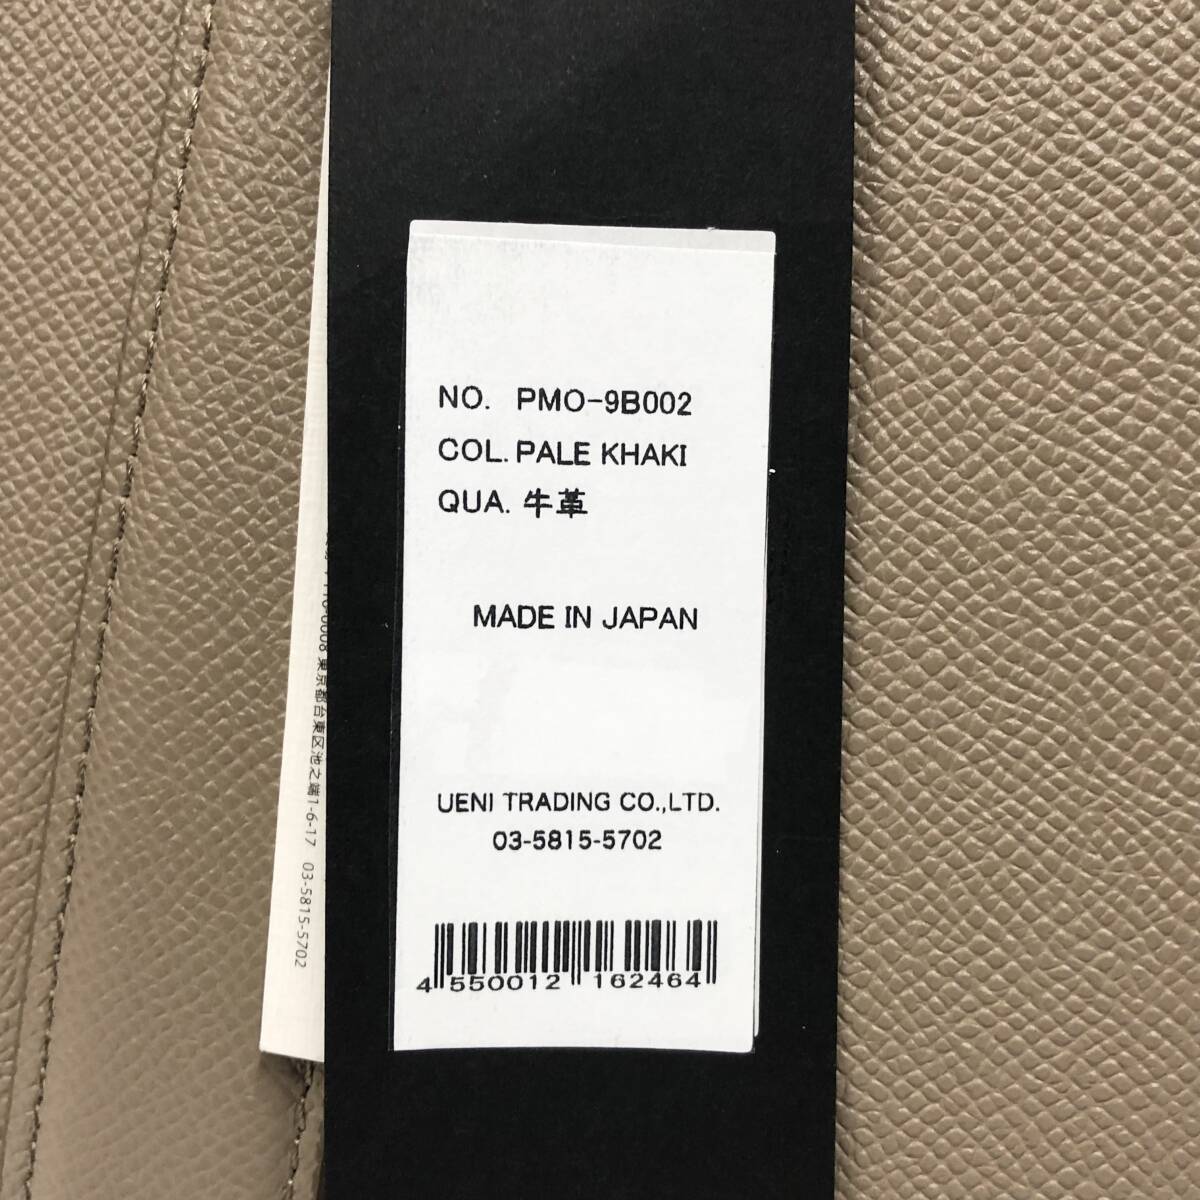 NO. PMO-9B002
COL. PALE KHAKI
QUA. 牛革
MADE IN JAPAN
UENI TRADING CO.,LTD.
03-5815-5702
4 550012 162464
0008 東京都台東区池之端1-6-17 03-5815-5702